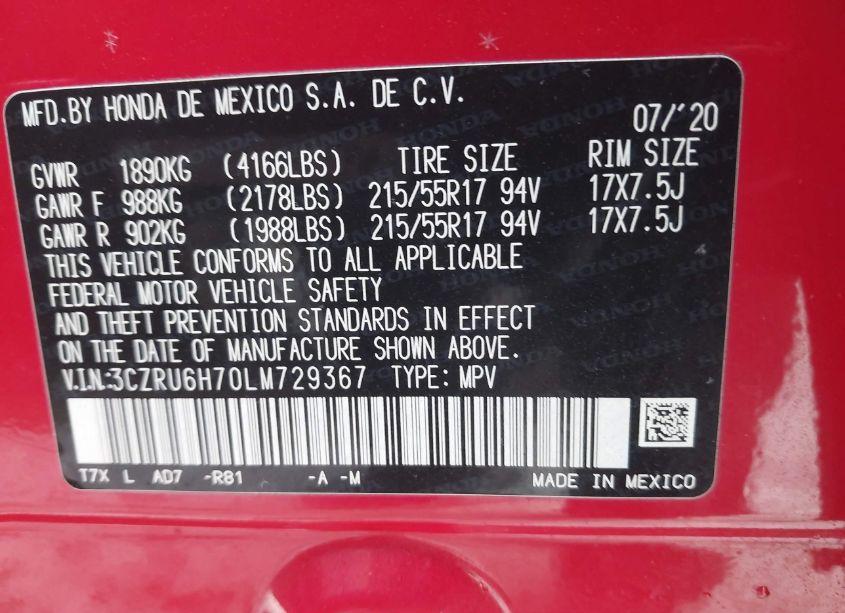 MFD.BY HONDA DE MEXICO S.A. DE C.V.
07/'20
GVWR 1890KG (4166LBS) TIRE SIZE RIM SIZE
GAWR F 988KG (2178LBS) 215/55R17 94V 17X7.5J
GAWR R 902KG (1988LBS) 215/55R17 94V 17X7.5J
THIS VEHICLE CONFORMS TO ALL APPLICABLE
FEDERAL MOTOR VEHICLE SAFETY
AND THEFT PREVENTION STANDARDS IN EFFECT
ON THE DATE OF MANUFACTURE SHOWN ABOVE.
V.I.N.:3CZRU6H70LM729367 TYPE:MPV
T7X L AD7 -R81 -A -M MADE IN MEXICO